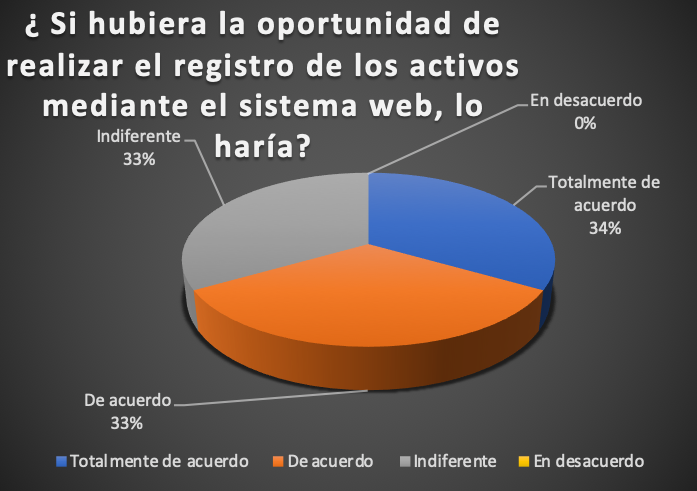 ¿ Si hubiera la oportunidad de
realizar el registro de los activos
mediante el sistema web, lo
haría?
En desacuerdo
0%
Indiferente
33%
Totalmente de
acuerdo
34%
De acuerdo
33%
Totalmente de acuerdo
De acuerdo
Indiferente
En desacuerdo